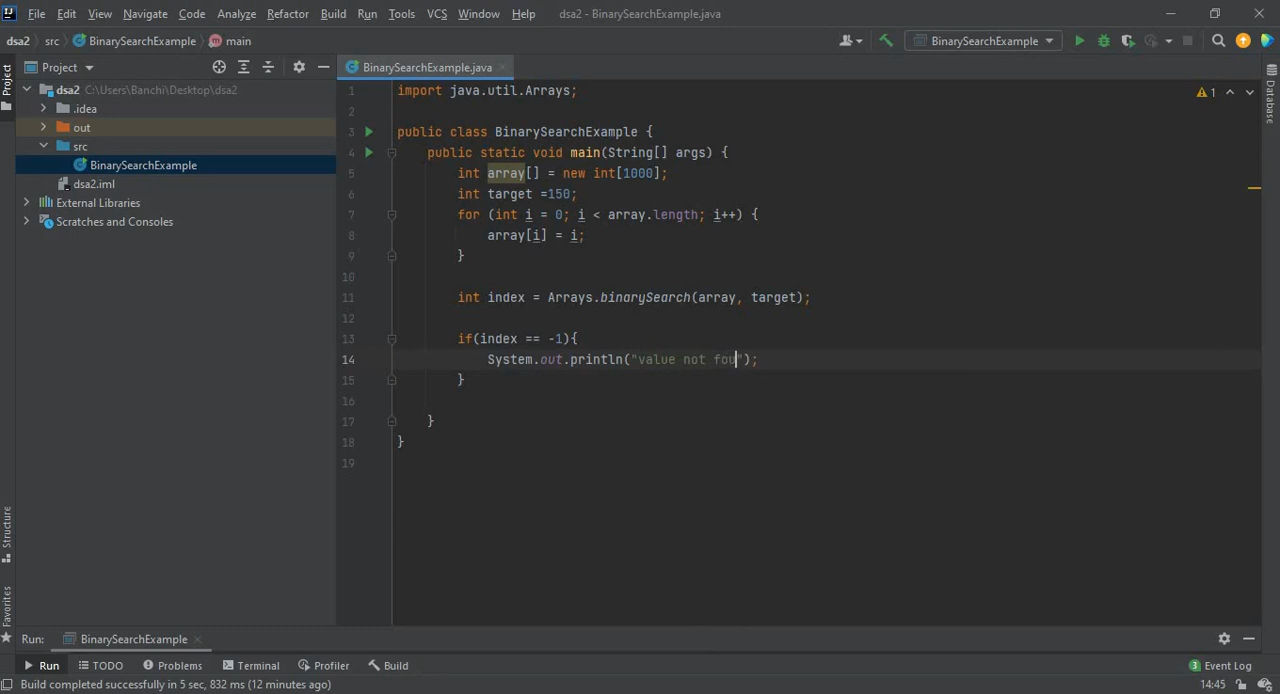 File Edit View Navigate Code Analyze Refactor Build Run Tools VCS Window Help dsa2 - BinarySearchExample.java
dsa2 src BinarySearchExample main BinarySearchExample
Project BinarySearchExample.java
Project
dsa2 C:\Users\Banchi\Desktop\dsa2
.idea
out
src
BinarySearchExample
dsa2.iml
External Libraries
Scratches and Consoles
Structure
Favorites
Database
1
1 import java.util.Arrays;
2
3 public class BinarySearchExample {
4 public static void main(String[] args) {
5 int array[] = new int[1000];
6 int target =150;
7 for (int i = 0; i < array.length; i++) {
8 array[i] = i;
9 }
10
11 int index = Arrays.binarySearch(array, target);
12
13 if(index == -1){
14 System.out.println("value not fou");
15 }
16
17 }
18 }
19
Run: BinarySearchExample
Run TODO Problems Terminal Profiler Build 3 Event Log
Build completed successfully in 5 sec, 832 ms (12 minutes ago) 14:45